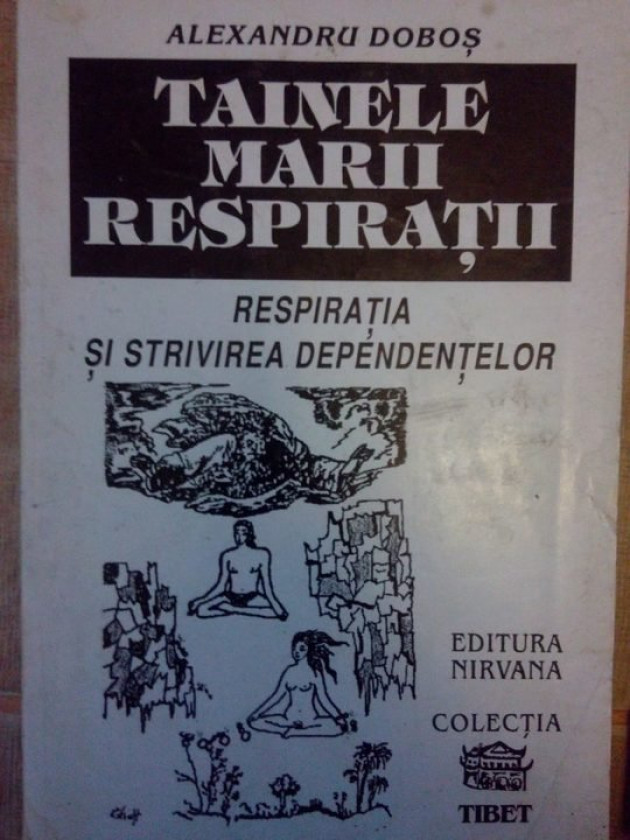 ALEXANDRU DOBOȘ
TAINELE
MARII
RESPIRAȚII
RESPIRAȚIA
ȘI STRIVIREA DEPENDENȚELOR
EDITURA
NIRVANA
COLECȚIA
TIBET